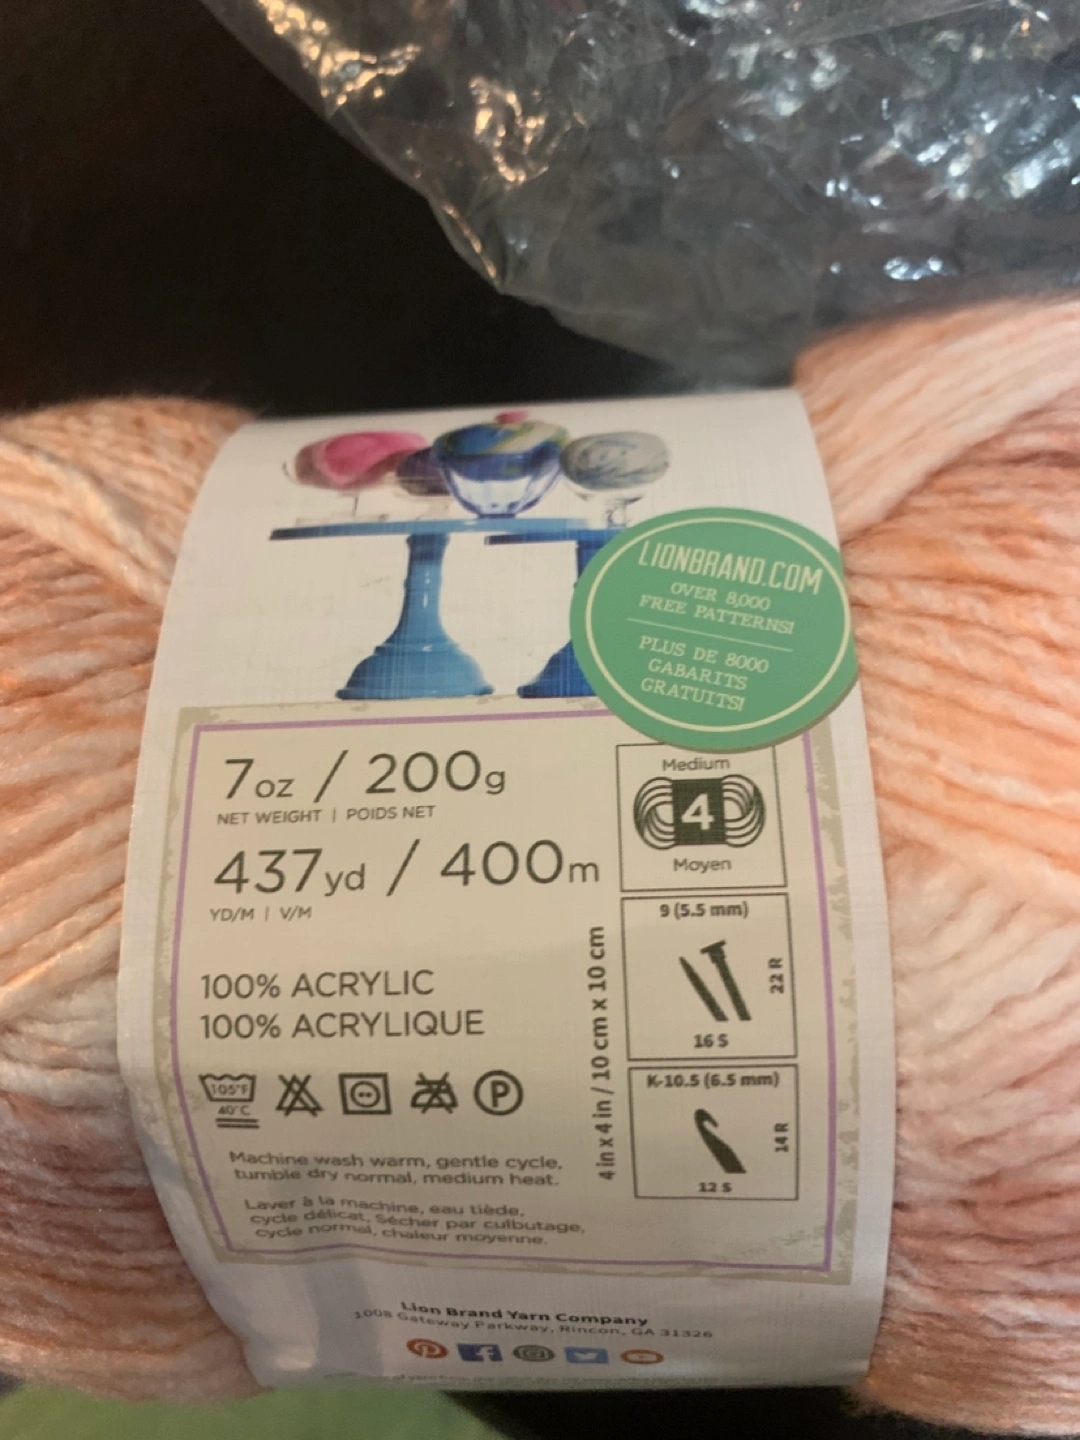 LIONBRAND.COM
OVER 8,000
FREE PATTERNS!
PLUS DE 8000
GABARITS
GRATUITS!
7oz / 200g
NET WEIGHT | POIDS NET
437yd / 400m
YD/M | V/M
100% ACRYLIC
100% ACRYLIQUE
105°F
40°C
P
Machine wash warm, gentle cycle,
tumble dry normal, medium heat.
Laver à la machine, eau tiède,
cycle délicat, Sécher par culbutage,
cycle normal, chaleur moyenne.
Medium
4
Moyen
4 in x 4 in / 10 cm x 10 cm
9 (5.5 mm)
22 R
16 S
K-10.5 (6.5 mm)
14 R
12 S
Lion Brand Yarn Company
1008 Gateway Parkway, Rincon, GA 31326